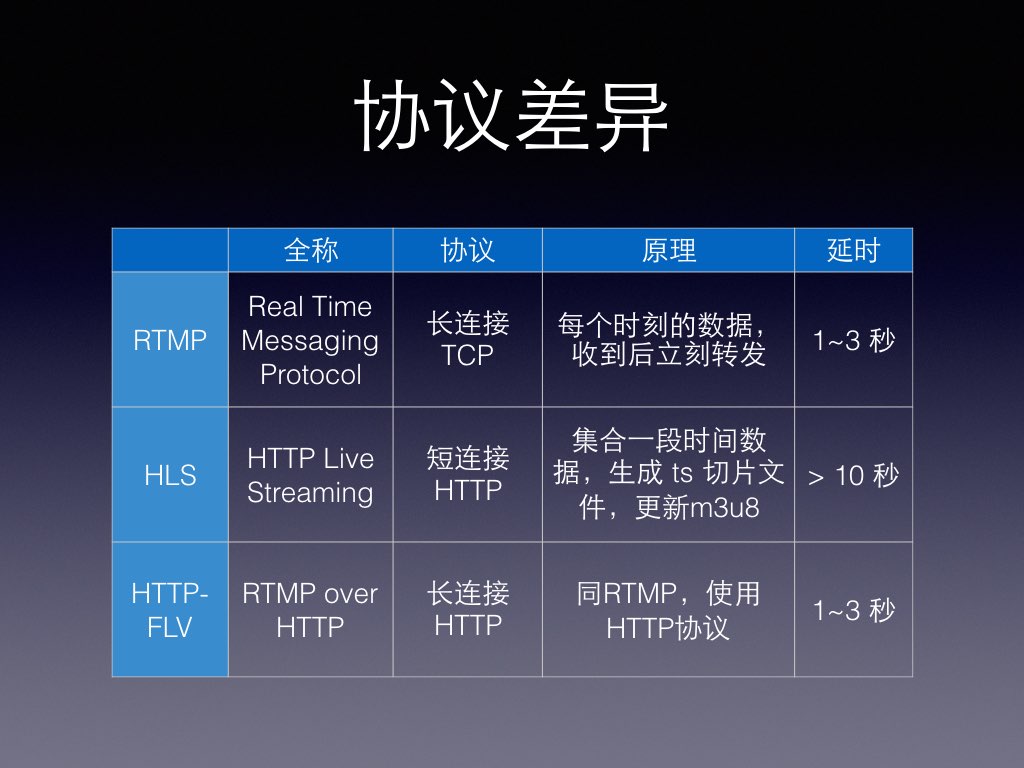 协议差异
全称 协议 原理 延时
RTMP
Real Time
Messaging
Protocol
长连接
TCP
每个时刻的数据，
收到后立刻转发
1~3 秒
HLS
HTTP Live
Streaming
短连接
HTTP
集合一段时间数
据，生成 ts 切片文
件，更新m3u8
> 10 秒
HTTP-
FLV
RTMP over
HTTP
长连接
HTTP
同RTMP，使用
HTTP协议
1~3 秒